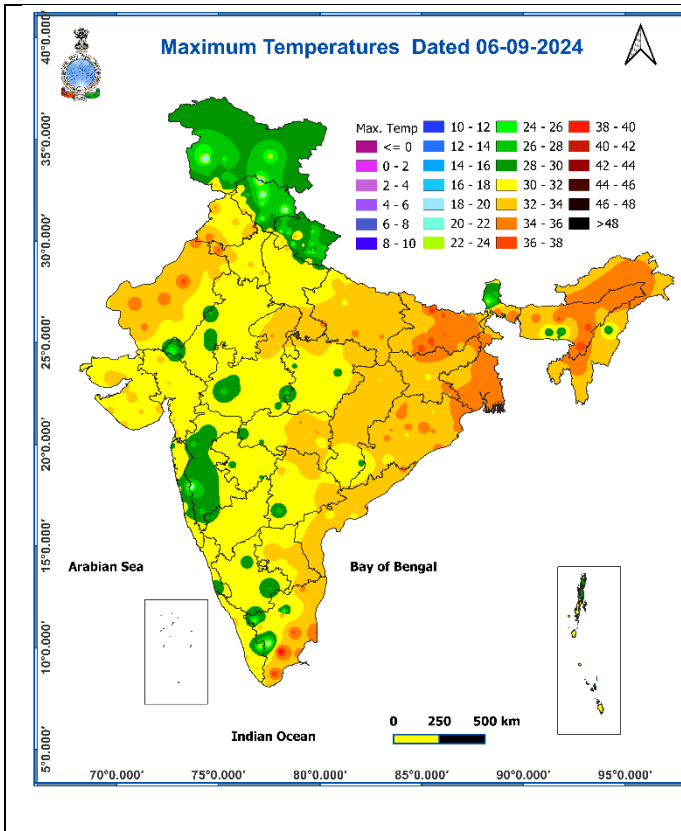 Maximum Temperatures Dated 06-09-2024
Max. Temp
<= 0
0 - 2
2 - 4
4 - 6
6 - 8
8 - 10
10 - 12
12 - 14
14 - 16
16 - 18
18 - 20
20 - 22
22 - 24
24 - 26
26 - 28
28 - 30
30 - 32
32 - 34
34 - 36
36 - 38
38 - 40
40 - 42
42 - 44
44 - 46
46 - 48
>48
40°0.000'
35°0.000'
30°0.000'
25°0.000'
20°0.000'
15°0.000'
10°0.000'
5°0.000'
Arabian Sea
Bay of Bengal
Indian Ocean
0 250 500 km
70°0.000' 75°0.000' 80°0.000' 85°0.000' 90°0.000' 95°0.000'